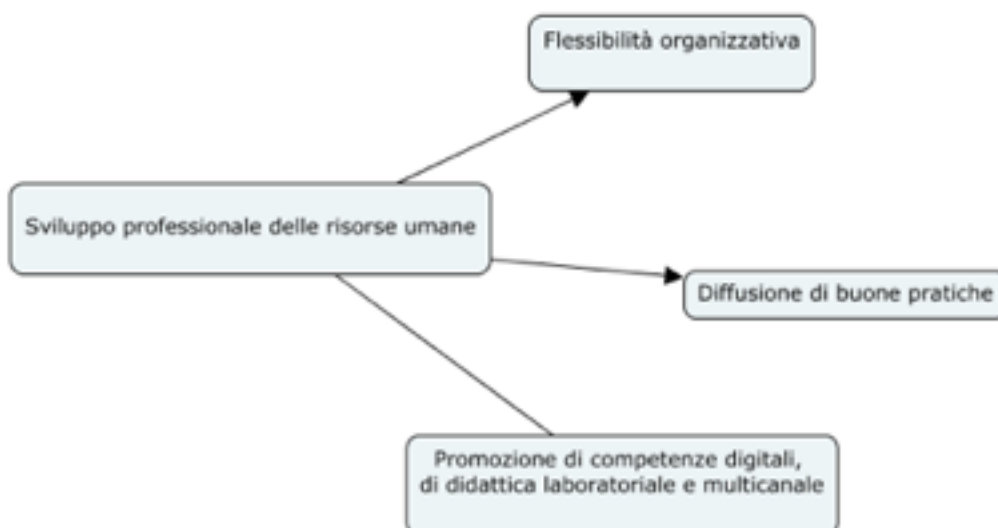 Flessibilità organizzativa
Sviluppo professionale delle risorse umane
Diffusione di buone pratiche
Promozione di competenze digitali,
di didattica laboratoriale e multicanale